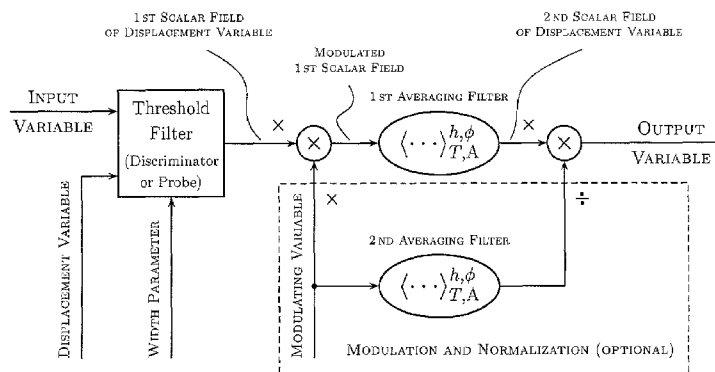 1ST SCALAR FIELD
OF DISPLACEMENT VARIABLE
2ND SCALAR FIELD
OF DISPLACEMENT VARIABLE
MODULATED
1ST SCALAR FIELD
INPUT
VARIABLE
Threshold
Filter
(Discriminator
or Probe)
×
×
1ST AVERAGING FILTER
⟨···⟩ h,ϕ T,A
×
×
OUTPUT
VARIABLE
DISPLACEMENT VARIABLE
WIDTH PARAMETER
MODULATING VARIABLE
×
÷
2ND AVERAGING FILTER
⟨···⟩ h,ϕ T,A
MODULATION AND NORMALIZATION (OPTIONAL)